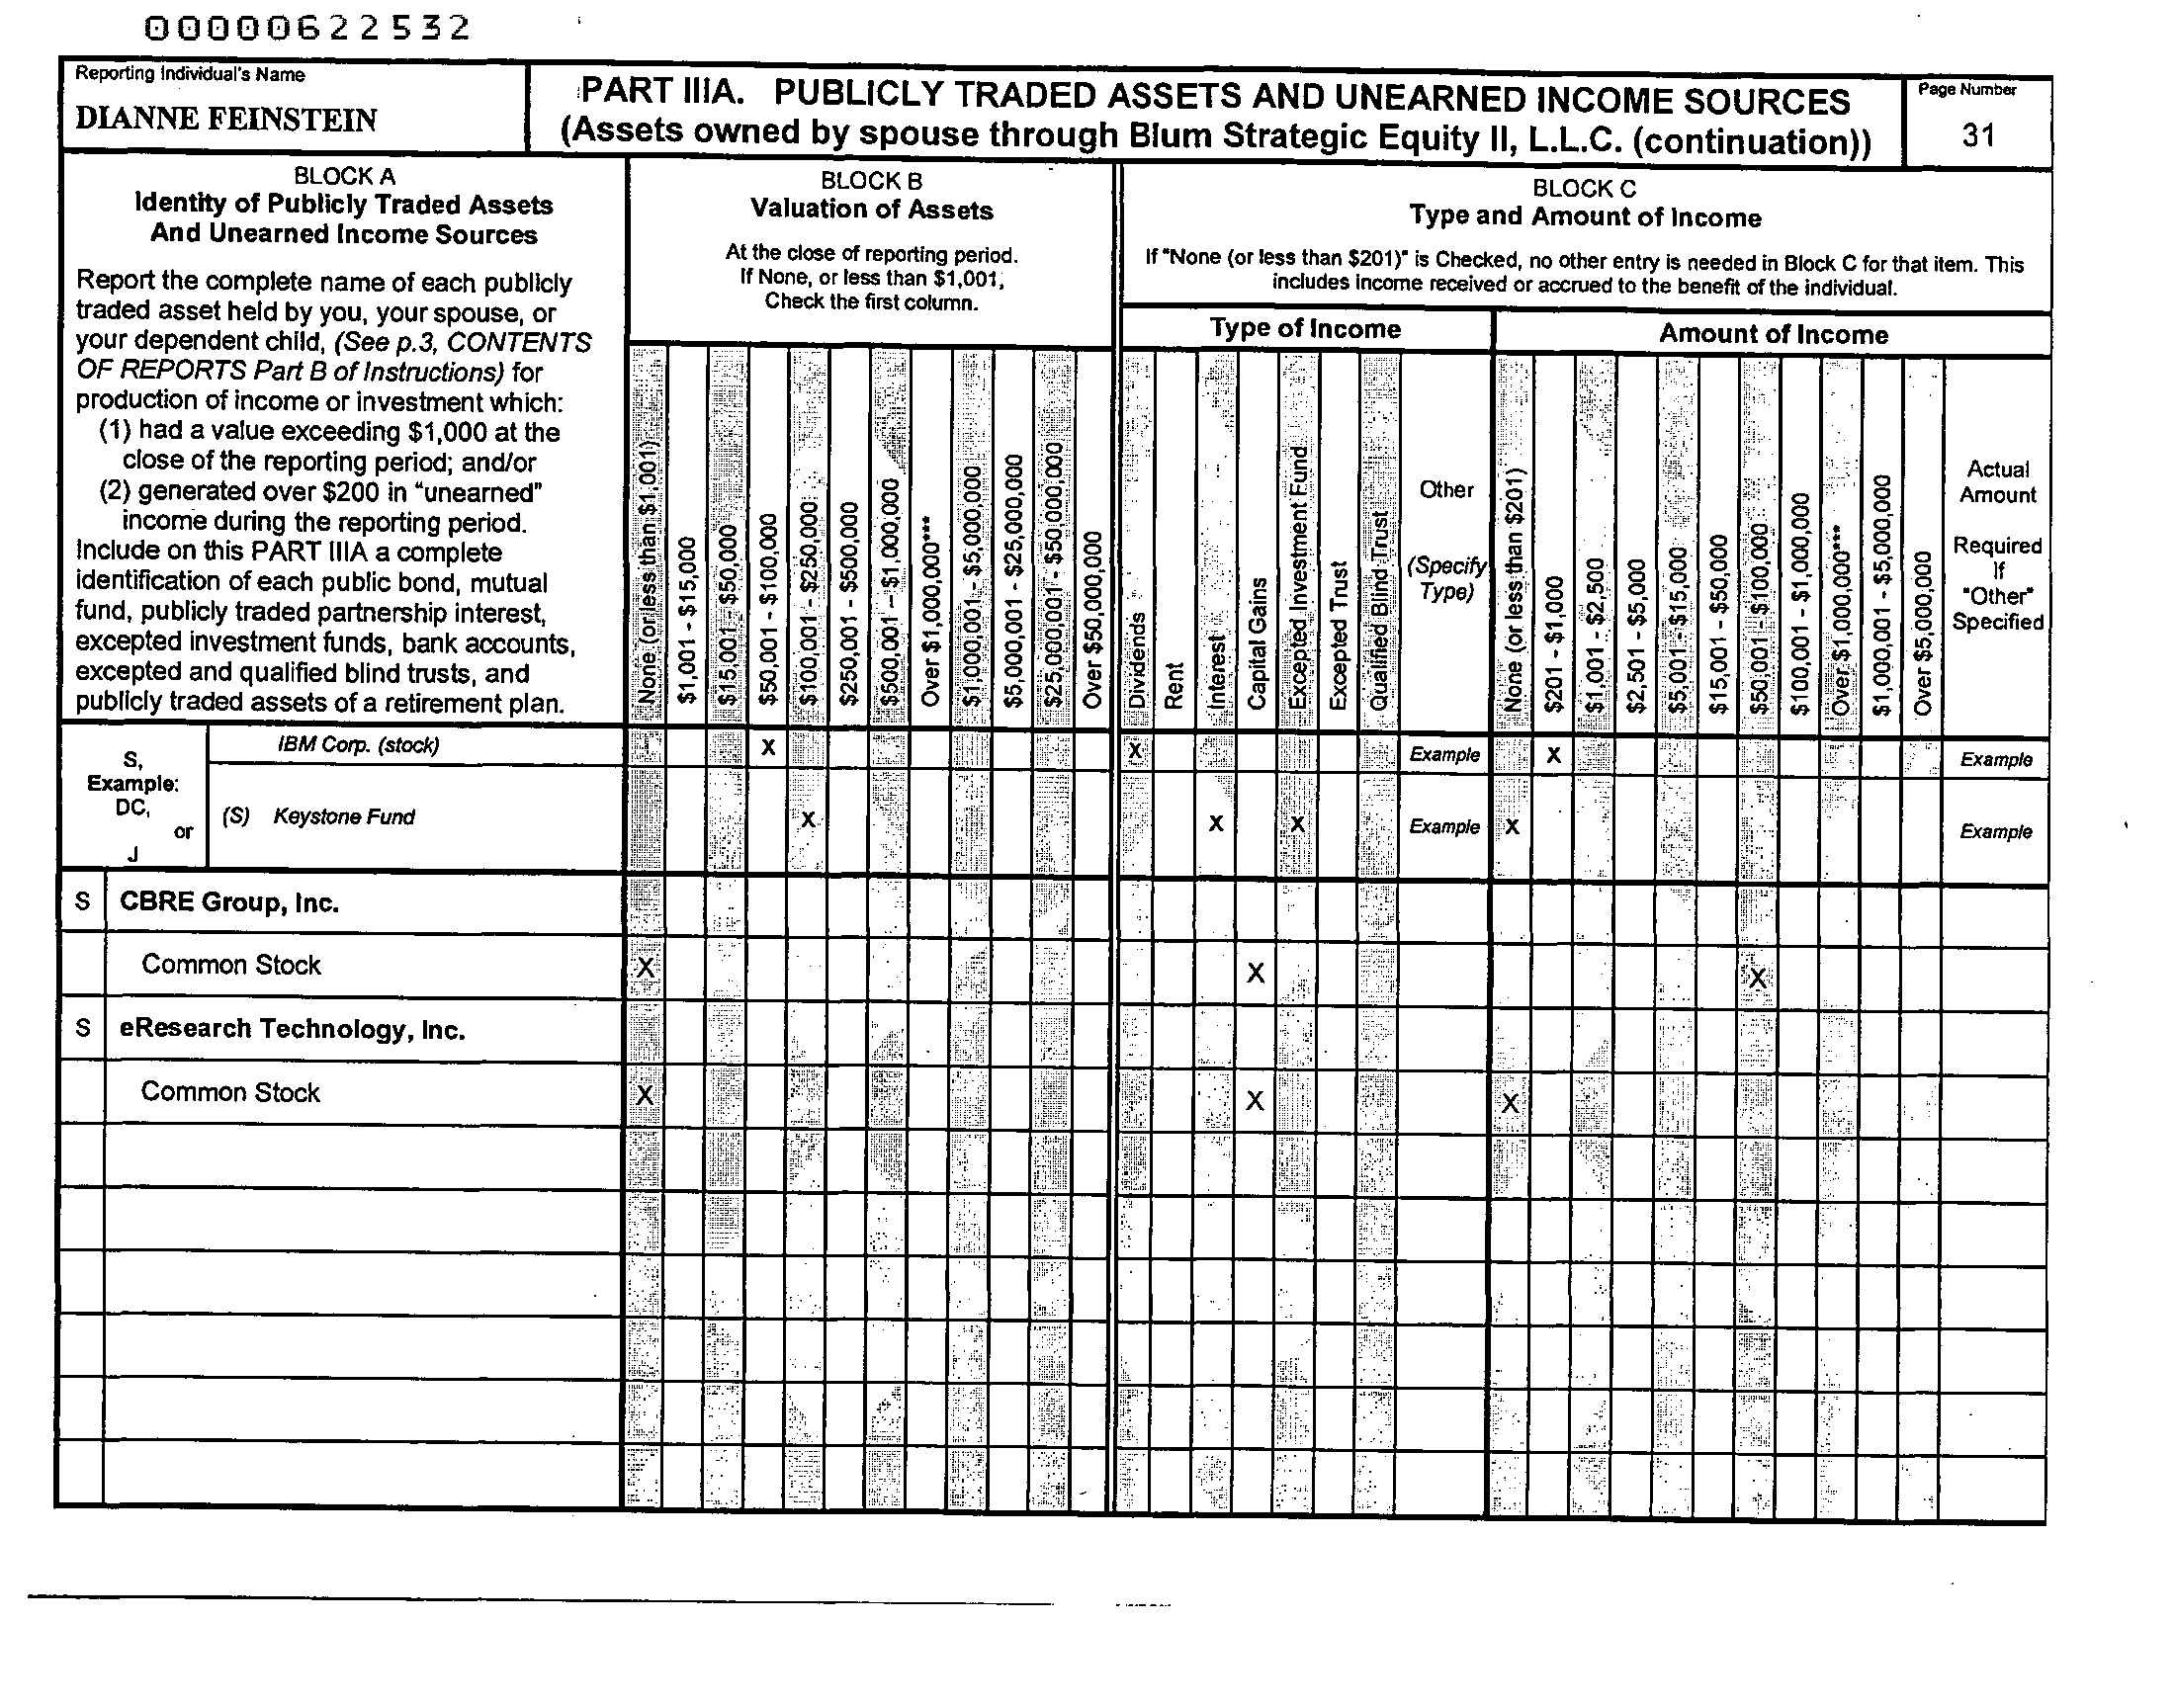 00000622532
Reporting Individual's Name
DIANNE FEINSTEIN
PART IIIA. PUBLICLY TRADED ASSETS AND UNEARNED INCOME SOURCES
(Assets owned by spouse through Blum Strategic Equity II, L.L.C. (continuation))
Page Number
31
BLOCK A
Identity of Publicly Traded Assets
And Unearned Income Sources
Report the complete name of each publicly
traded asset held by you, your spouse, or
your dependent child, (See p.3, CONTENTS
OF REPORTS Part B of Instructions) for
production of income or investment which:
(1) had a value exceeding $1,000 at the
close of the reporting period; and/or
(2) generated over $200 in "unearned"
income during the reporting period.
Include on this PART IIIA a complete
identification of each public bond, mutual
fund, publicly traded partnership interest,
excepted investment funds, bank accounts,
excepted and qualified blind trusts, and
publicly traded assets of a retirement plan.
BLOCK B
Valuation of Assets
At the close of reporting period.
If None, or less than $1,001,
Check the first column.
None (or less than $1,001)
$1,001 - $15,000
$15,001 - $50,000
$50,001 - $100,000
$100,001 - $250,000
$250,001 - $500,000
$500,001 - $1,000,000
Over $1,000,000***
$1,000,001 - $5,000,000
$5,000,001 - $25,000,000
$25,000,001 - $50,000,000
Over $50,000,000
BLOCK C
Type and Amount of Income
If "None (or less than $201)" is Checked, no other entry is needed in Block C for that item. This
includes income received or accrued to the benefit of the individual.
Type of Income
Dividends
Rent
Interest
Capital Gains
Excepted Investment Fund
Excepted Trust
Qualified Blind Trust
Other
(Specify
Type)
Amount of Income
None (or less than $201)
$201 - $1,000
$1,001 - $2,500
$2,501 - $5,000
$5,001 - $15,000
$15,001 - $50,000
$50,001 - $100,000
$100,001 - $1,000,000
Over $1,000,000***
$1,000,001 - $5,000,000
Over $5,000,000
Actual
Amount
Required
If
"Other"
Specified
S,
Example:
DC,
or
J
IBM Corp. (stock) X X Example X Example
(S) Keystone Fund X X X Example X Example
S CBRE Group, Inc.
Common Stock X X X
S eResearch Technology, Inc.
Common Stock X X X